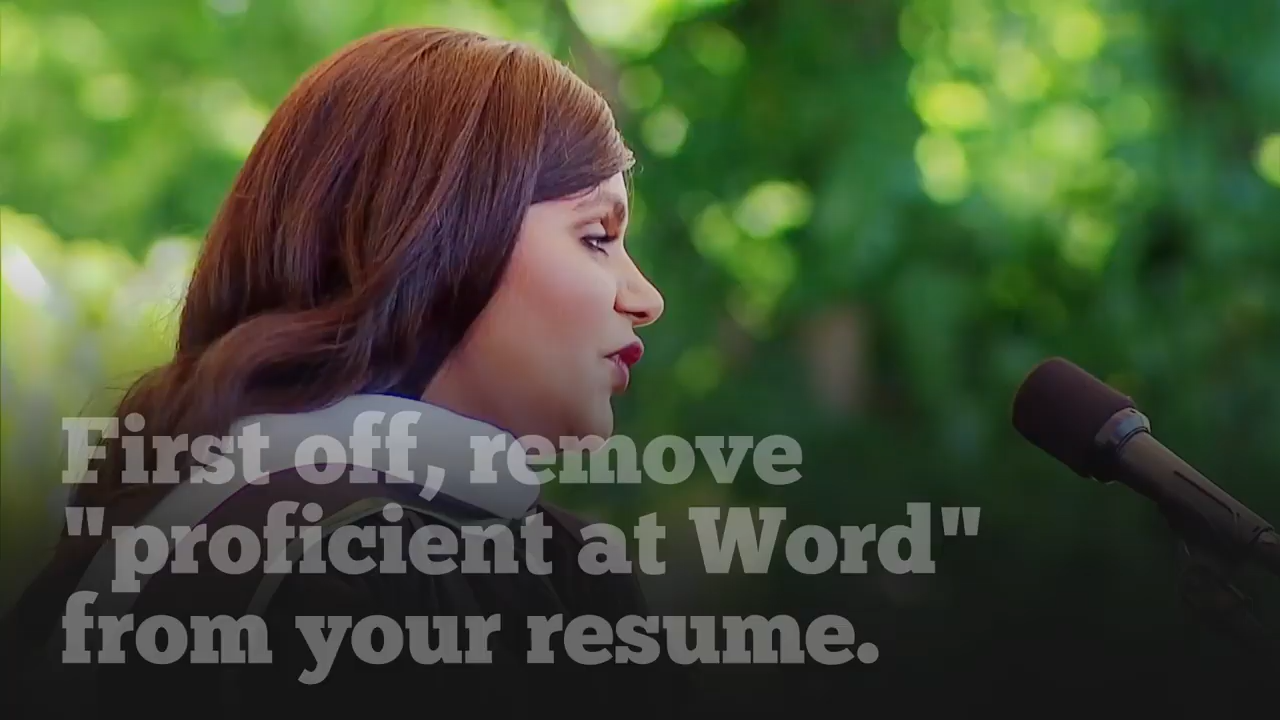 First off, remove
"proficient at Word"
from your resume.